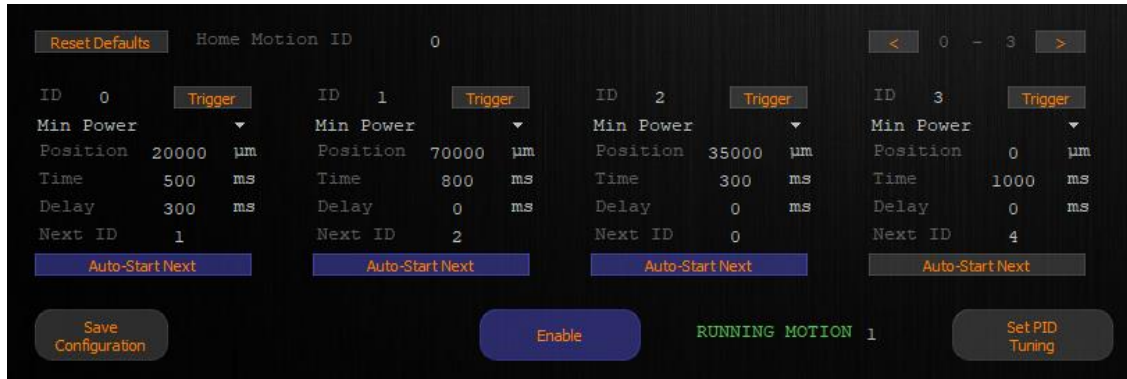 Reset Defaults Home Motion ID 0 < 0 - 3 >
ID 0 Trigger ID 1 Trigger ID 2 Trigger ID 3 Trigger
Min Power Min Power Min Power Min Power
Position 20000 µm Position 70000 µm Position 35000 µm Position 0 µm
Time 500 ms Time 800 ms Time 300 ms Time 1000 ms
Delay 300 ms Delay 0 ms Delay 0 ms Delay 0 ms
Next ID 1 Next ID 2 Next ID 0 Next ID 4
Auto-Start Next Auto-Start Next Auto-Start Next Auto-Start Next
Save Configuration Enable RUNNING MOTION 1 Set PID Tuning